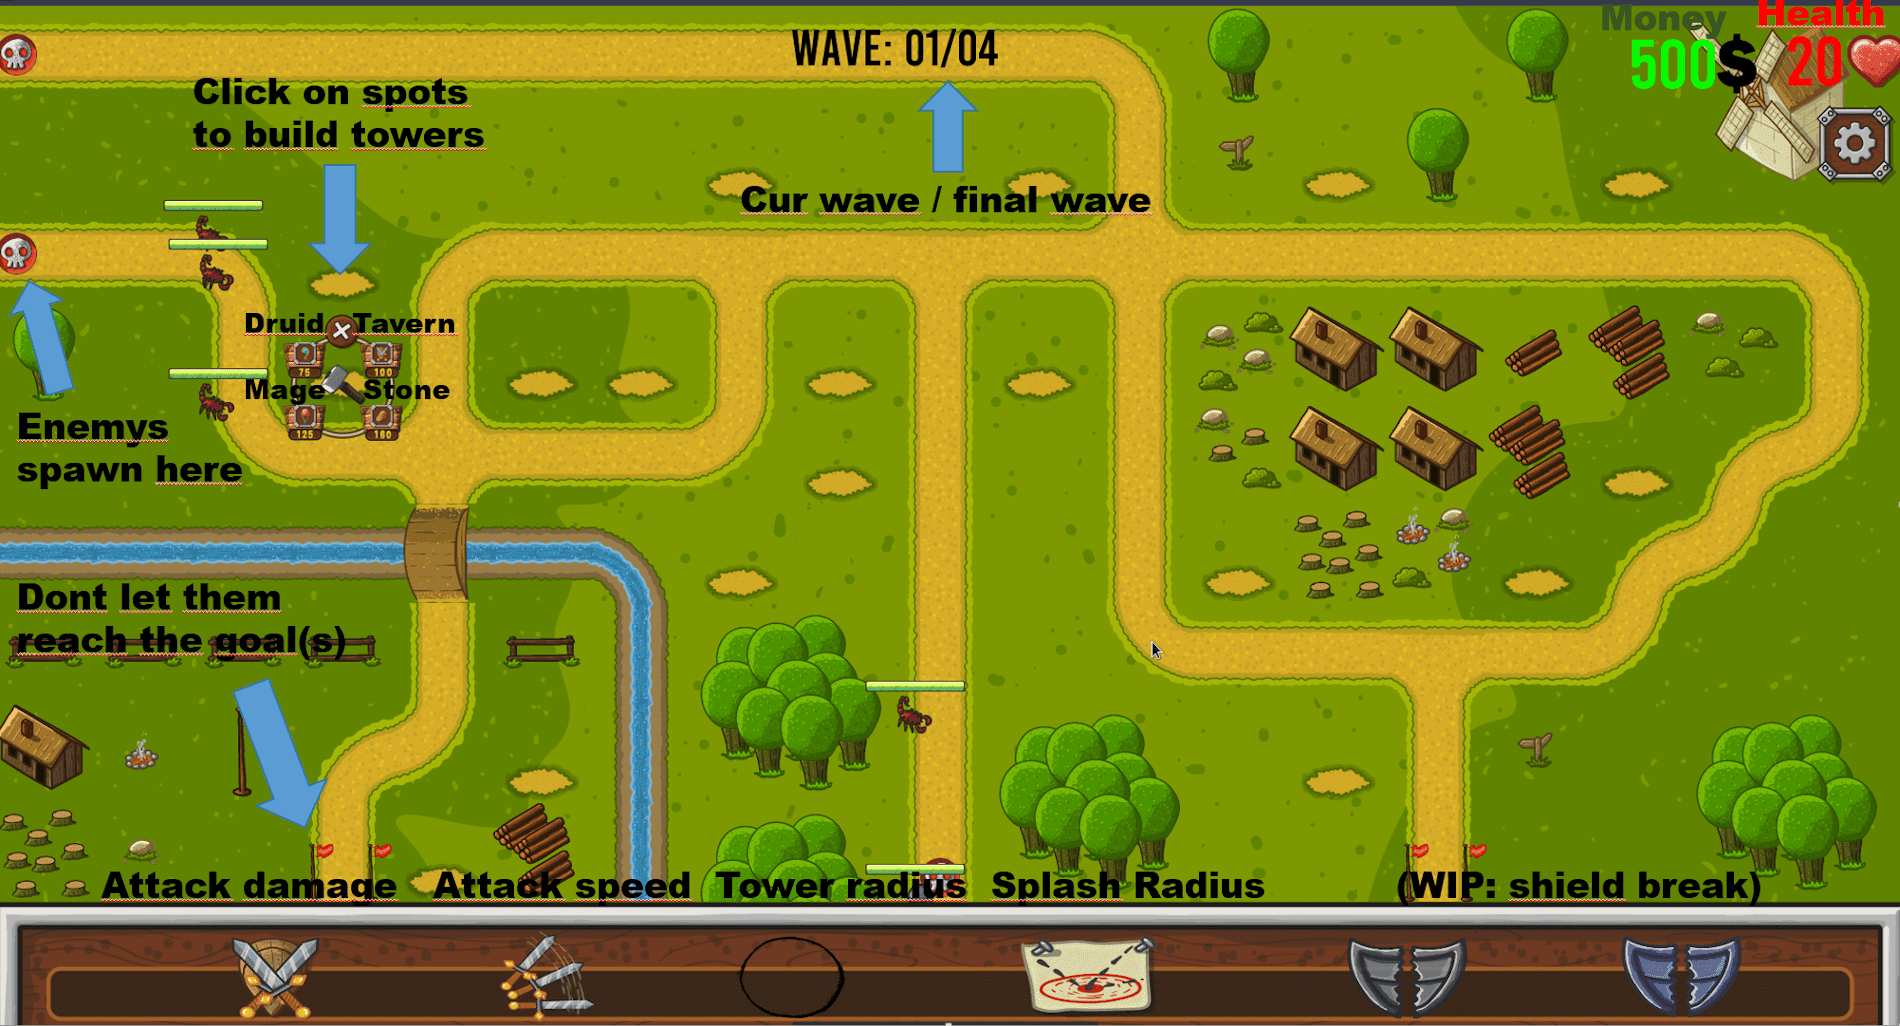 Money Health
WAVE: 01/04
500$ 20
Click on spots
to build towers
Cur wave / final wave
Druid Tavern
75 100
Mage Stone
125 160
Enemys
spawn here
Dont let them
reach the goal(s)
Attack damage Attack speed Tower radius Splash Radius (WIP: shield break)